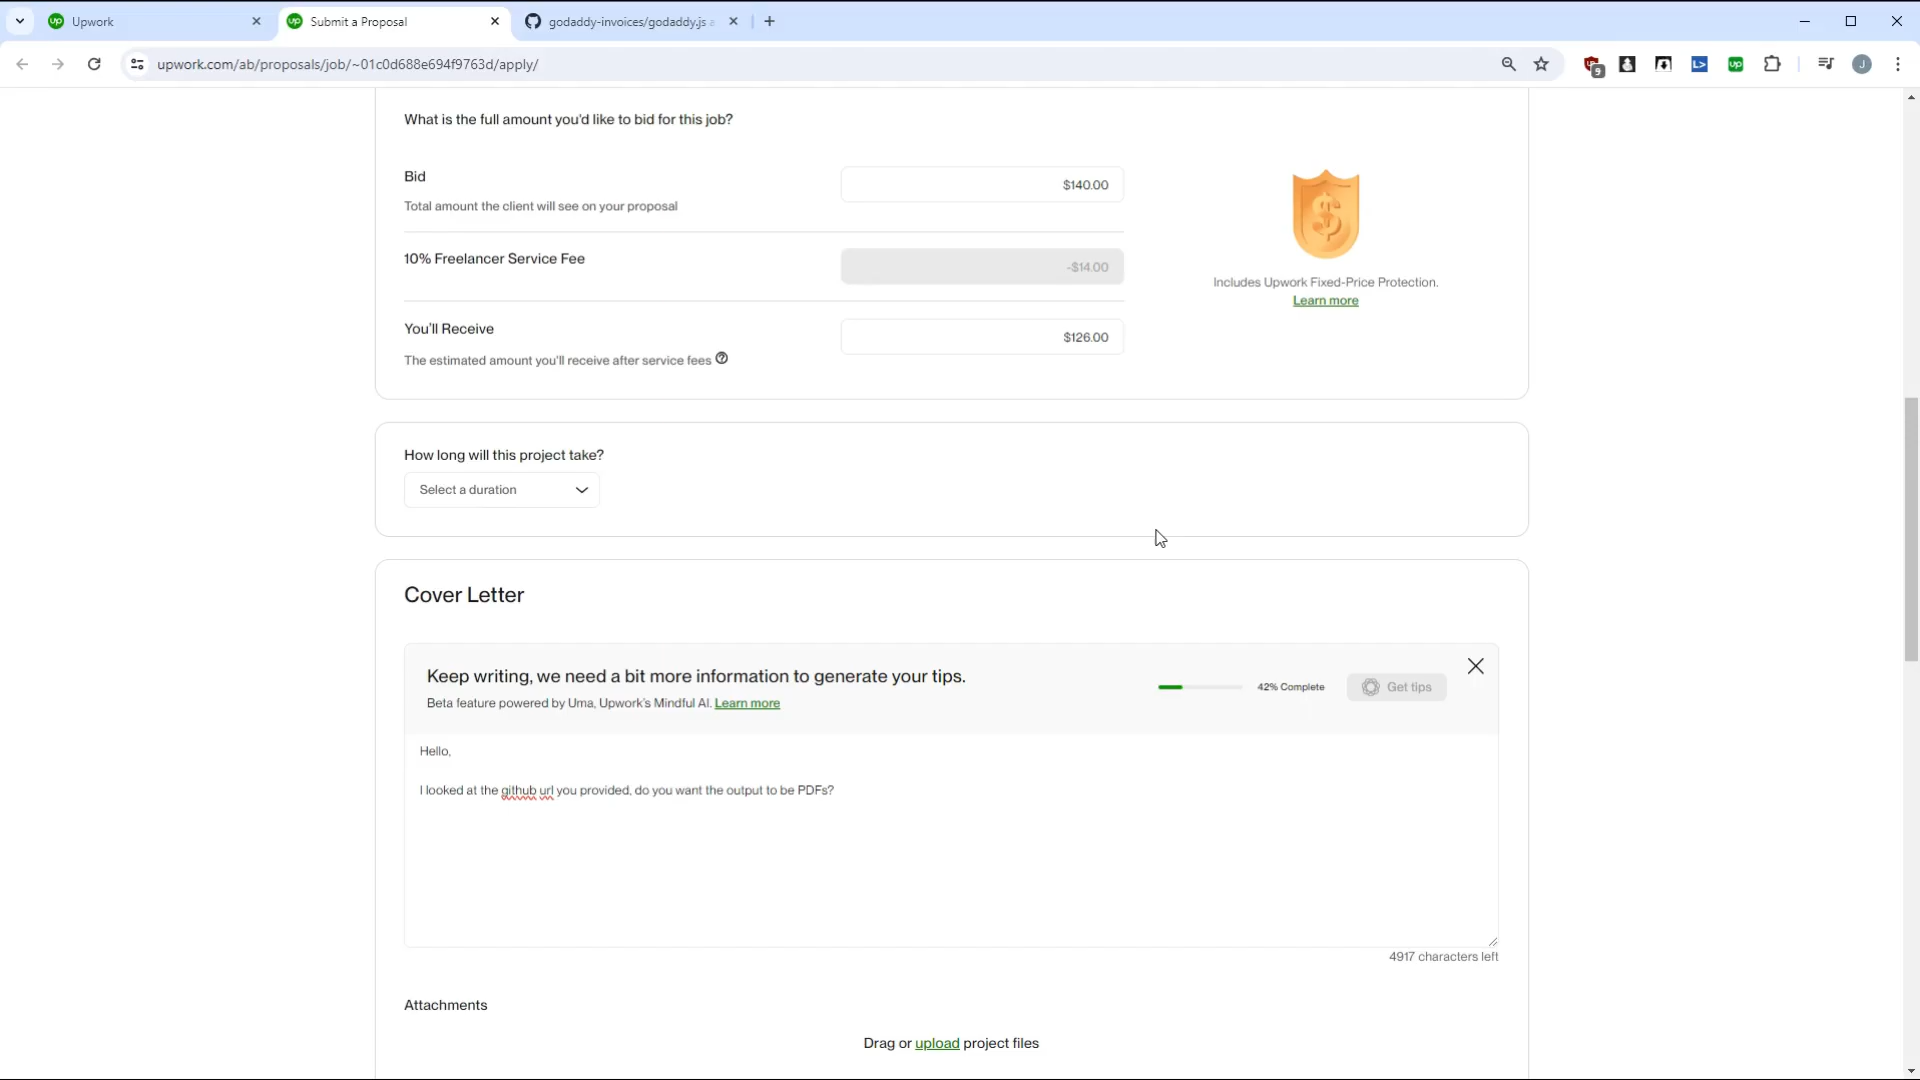 Upwork
Submit a Proposal
godaddy-invoices/godaddy.js a
upwork.com/ab/proposals/job/~01c0d688e694f9763d/apply/
9
L>
up
J
What is the full amount you'd like to bid for this job?
Bid
$140.00
Total amount the client will see on your proposal
10% Freelancer Service Fee
-$14.00
Includes Upwork Fixed-Price Protection.
Learn more
You'll Receive
$126.00
The estimated amount you'll receive after service fees
How long will this project take?
Select a duration
Cover Letter
Keep writing, we need a bit more information to generate your tips.
42% Complete
Get tips
Beta feature powered by Uma, Upwork's Mindful AI. Learn more
Hello,
I looked at the github url you provided, do you want the output to be PDFs?
4917 characters left
Attachments
Drag or upload project files